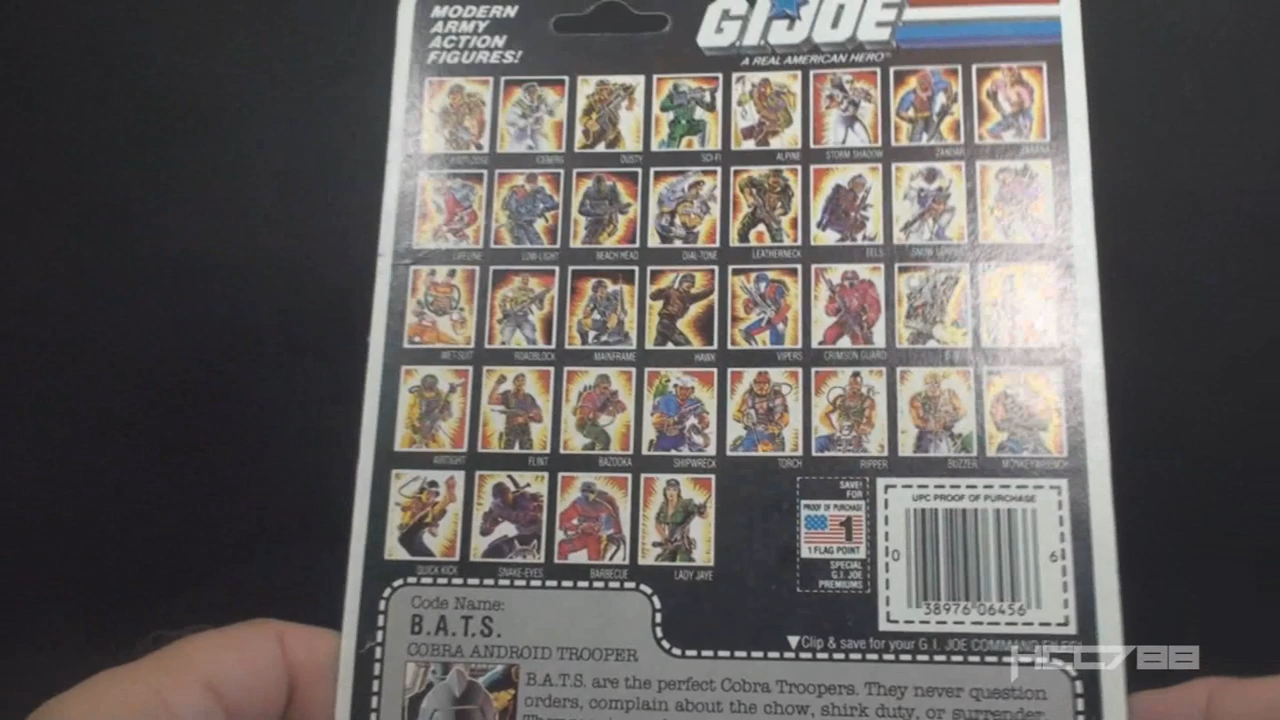 MODERN
ARMY
ACTION
FIGURES!
G.I. JOE
A REAL AMERICAN HERO
ICEBERG DUSTY SCI-FI ALPINE STORM SHADOW ZANDAR
LIFELINE LOW-LIGHT BEACH HEAD DIAL-TONE LEATHERNECK EELS SNOW SERPENT
WET-SUIT ROADBLOCK MAINFRAME HAWK VIPERS CRIMSON GUARD
AIRTIGHT FLINT BAZOOKA SHIPWRECK TORCH RIPPER BUZZER MONKEYWRENCH
QUICK KICK SNAKE-EYES BARBECUE LADY JAYE
SAVE!
FOR
PROOF OF PURCHASE
1
1 FLAG POINT
SPECIAL
G.I. JOE
PREMIUMS
UPC PROOF OF PURCHASE
0 6
38976 06456
Code Name:
B.A.T.S.
COBRA ANDROID TROOPER
▼Clip & save for your G.I. JOE COMMAND
HCC788
B.A.T.S. are the perfect Cobra Troopers. They never question
orders, complain about the chow, shirk duty, or surrender.